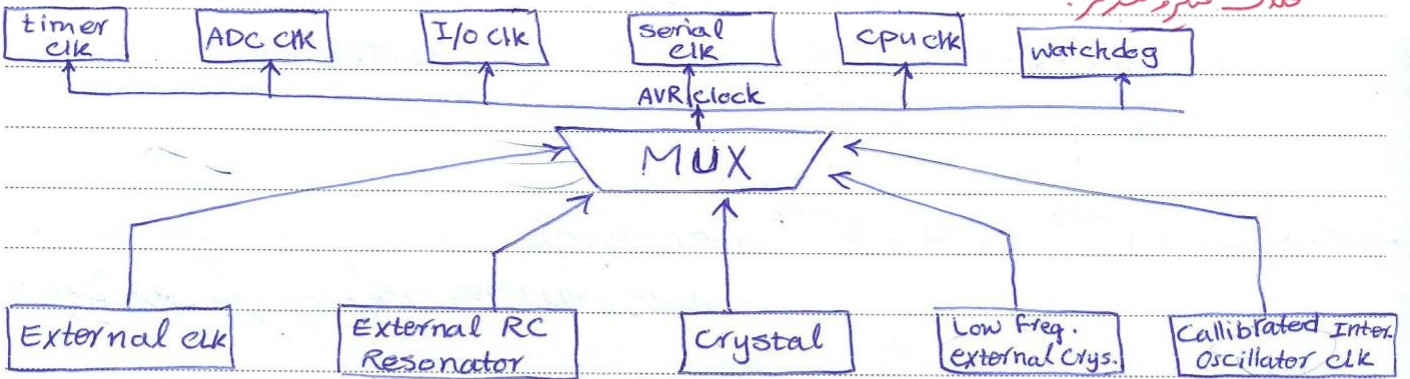 timer
clk
ADC clk
I/O clk
serial
clk
cpu clk
watchdog
AVR clock
MUX
External clk
External RC
Resonator
Crystal
Low freq.
external Crys.
Callibrated Inter.
Oscillator clk